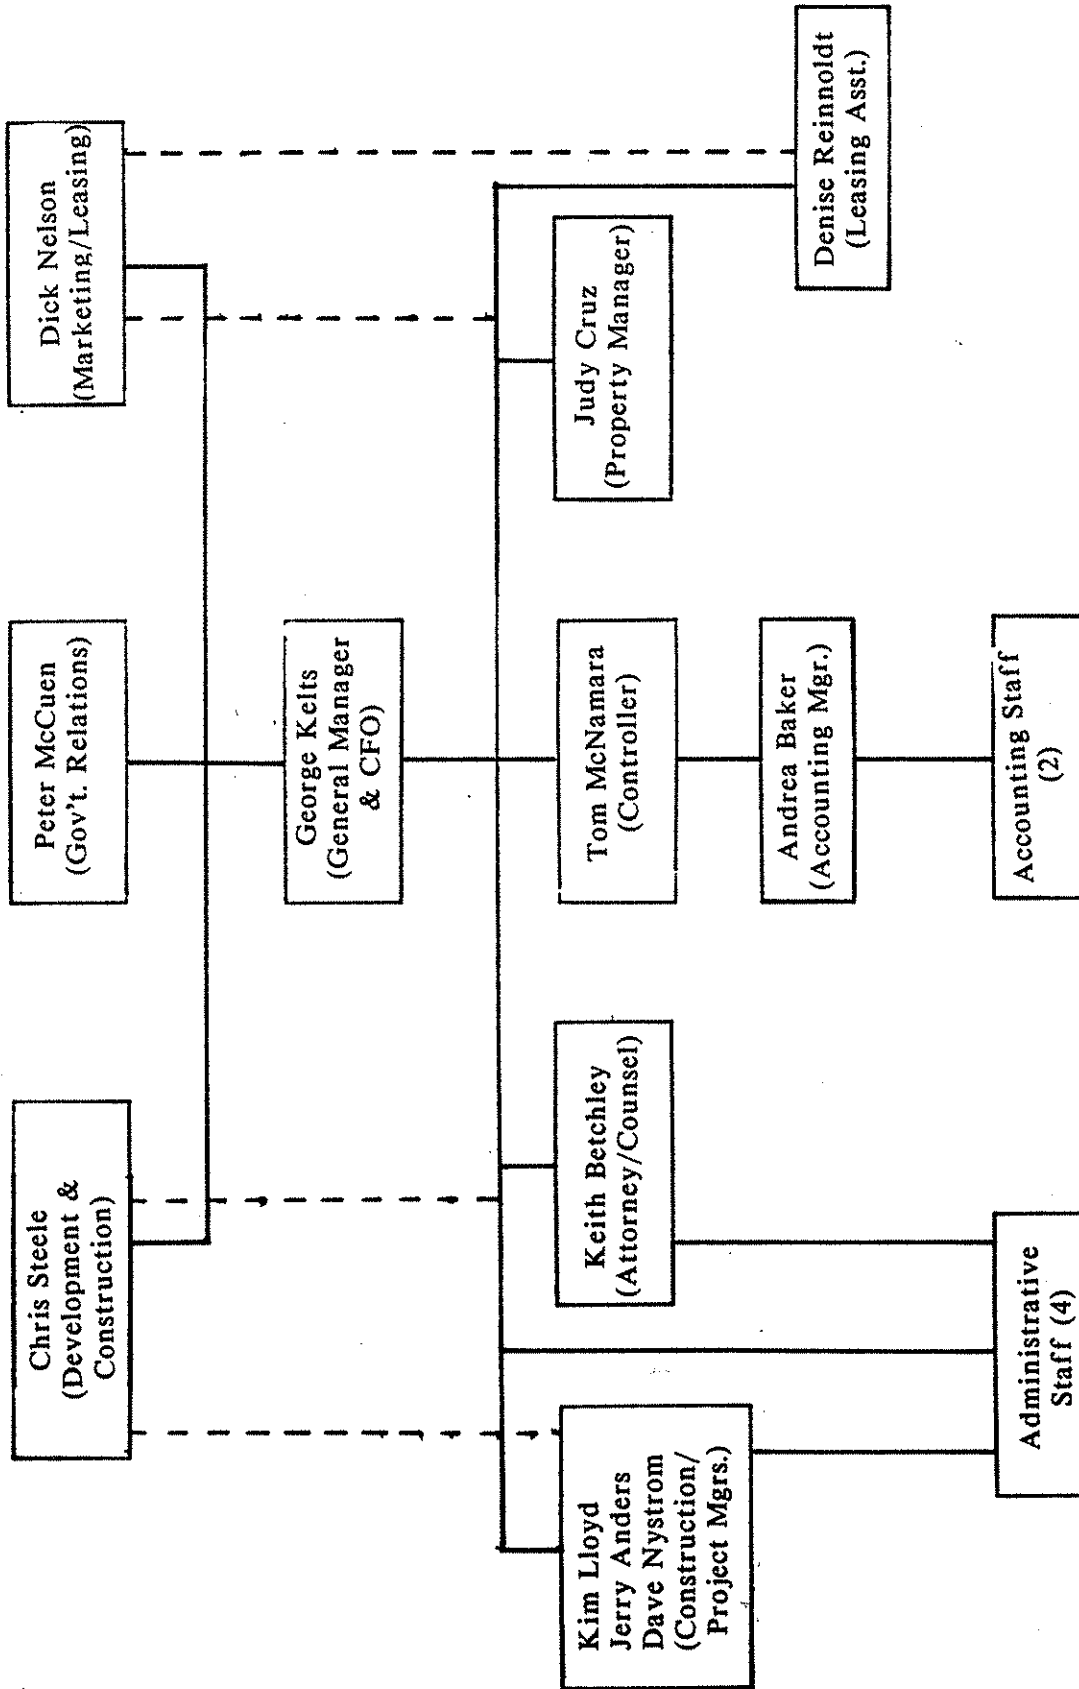 Chris Steele
(Development &
Construction)
Peter McCuen
(Gov't. Relations)
Dick Nelson
(Marketing/Leasing)
George Kelts
(General Manager
& CFO)
Kim Lloyd
Jerry Anders
Dave Nystrom
(Construction/
Project Mgrs.)
Keith Betchley
(Attorney/Counsel)
Tom McNamara
(Controller)
Judy Cruz
(Property Manager)
Andrea Baker
(Accounting Mgr.)
Denise Reinnoldt
(Leasing Asst.)
Administrative
Staff (4)
Accounting Staff
(2)